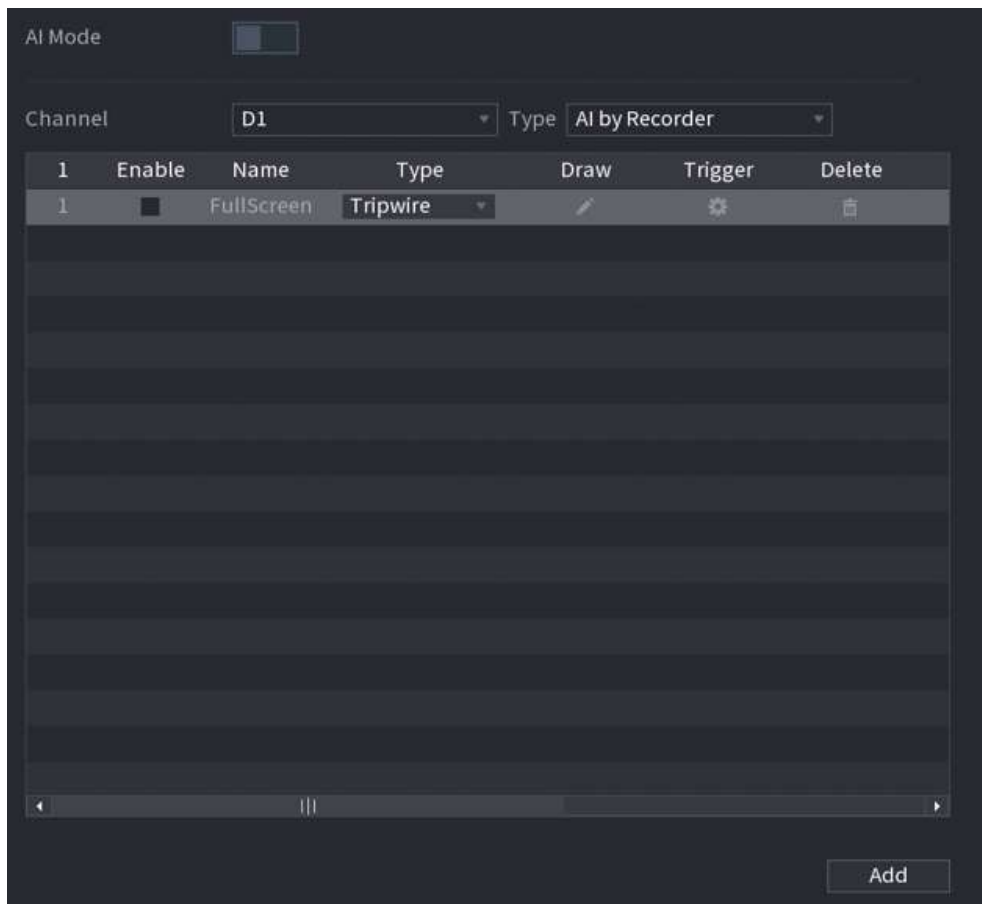 AI Mode
Channel D1 Type AI by Recorder
1 Enable Name Type Draw Trigger Delete
1 FullScreen Tripwire
Add